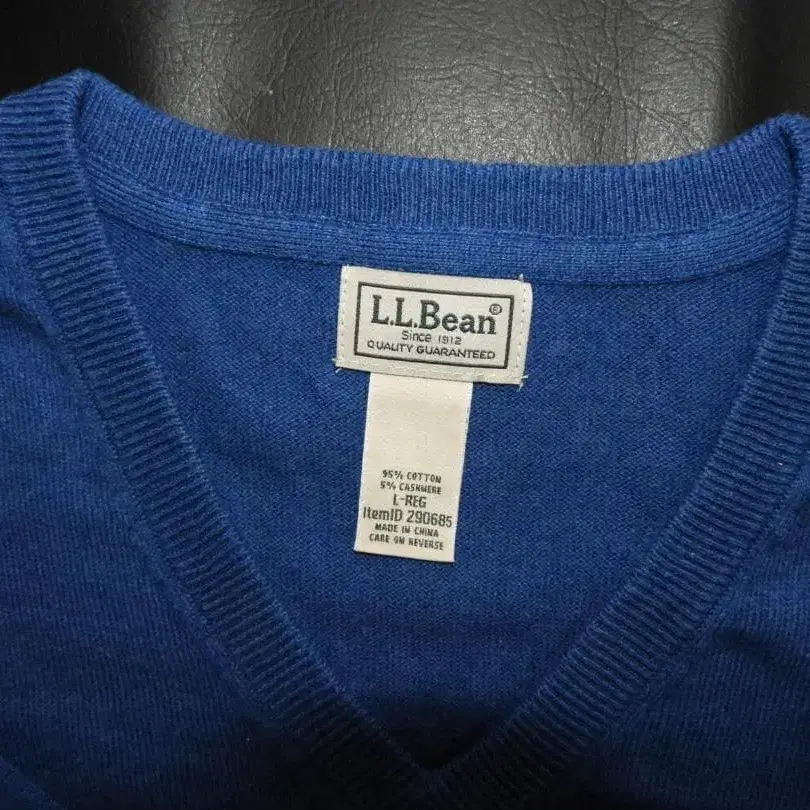 L.L.Bean®
Since 1912
QUALITY GUARANTEED
95% COTTON
5% CASHMERE
L-REG
ItemID 290685
MADE IN CHINA
CARE ON REVERSE